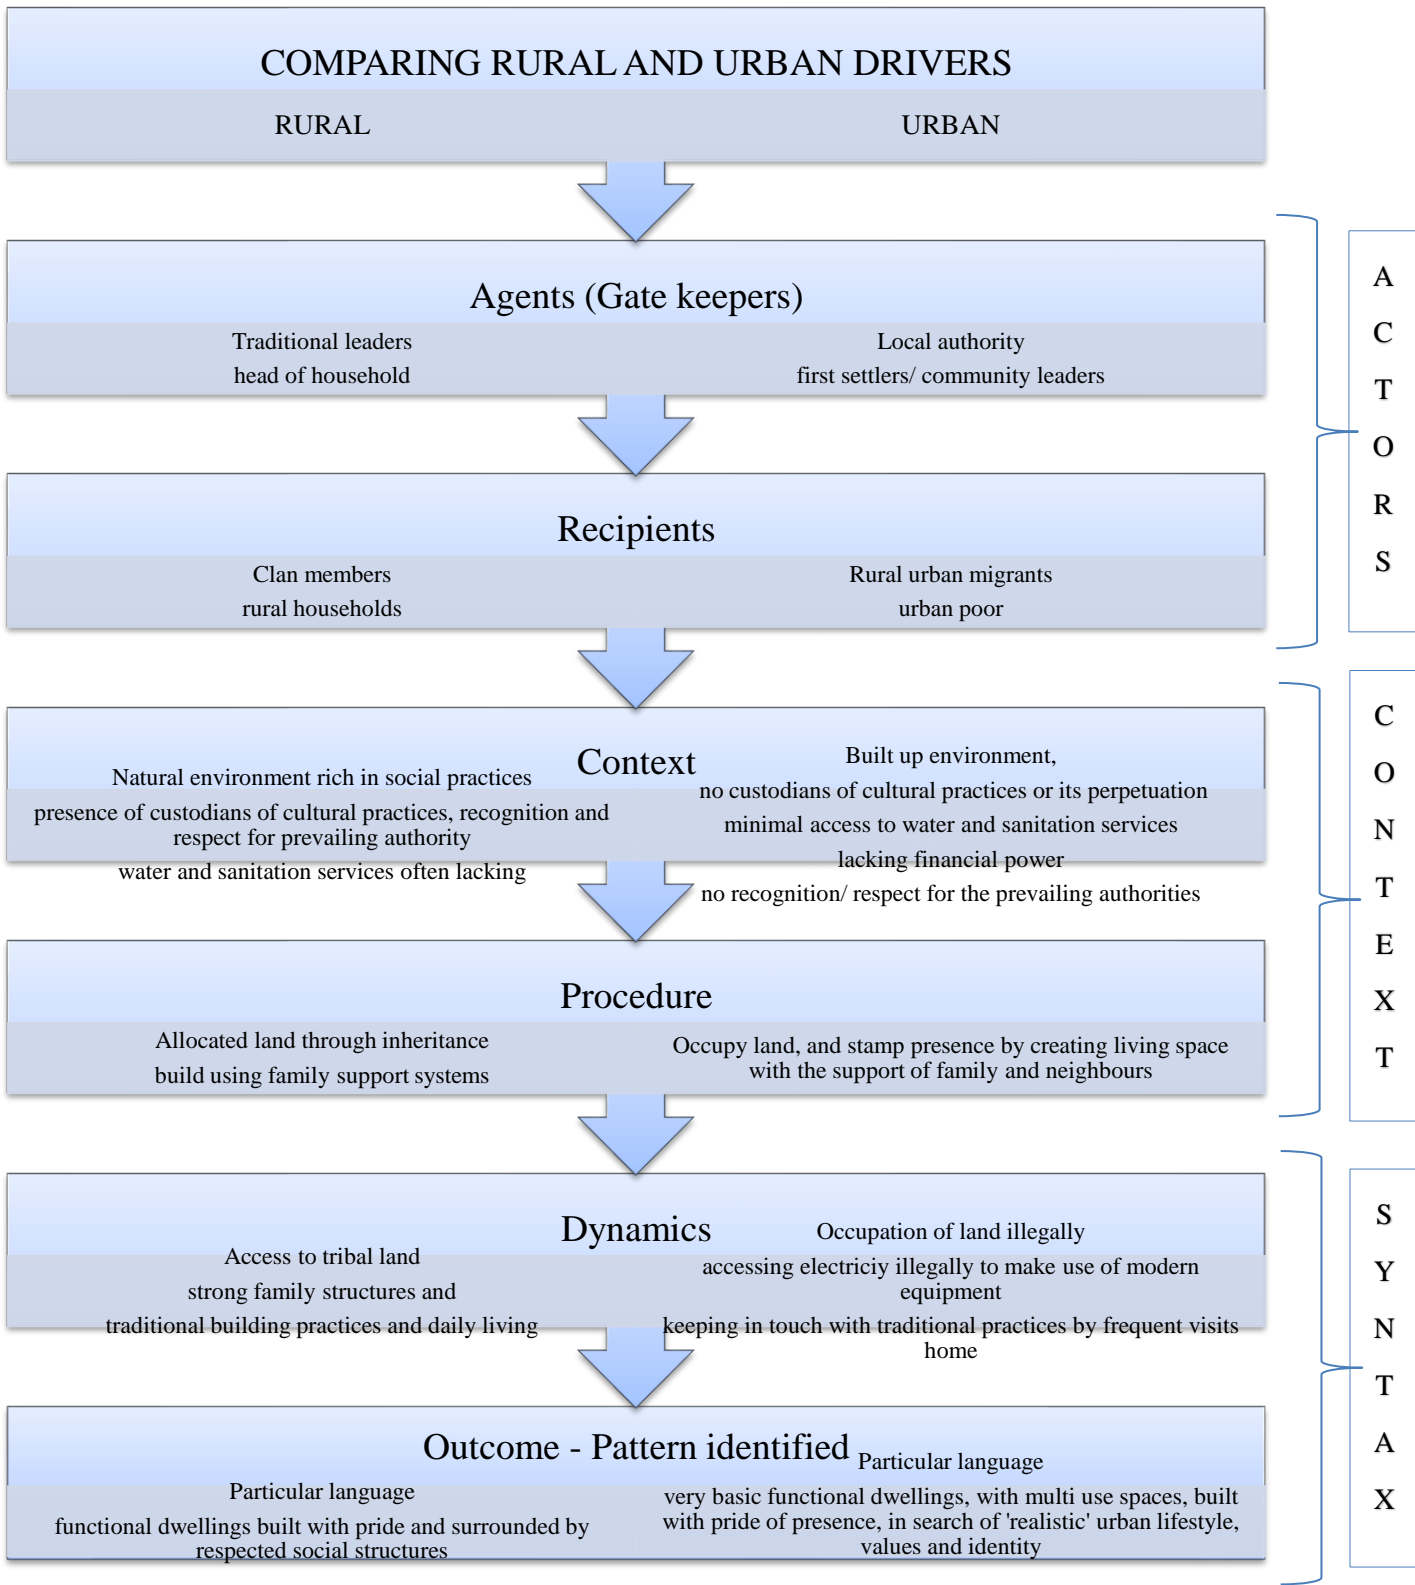 COMPARING RURAL AND URBAN DRIVERS
RURAL
URBAN
Agents (Gate keepers)
Traditional leaders
head of household
Local authority
first settlers/ community leaders
Recipients
Clan members
rural households
Rural urban migrants
urban poor
ACTORS
Context
Natural environment rich in social practices
presence of custodians of cultural practices, recognition and
respect for prevailing authority
water and sanitation services often lacking
Built up environment,
no custodians of cultural practices or its perpetuation
minimal access to water and sanitation services
lacking financial power
no recognition/ respect for the prevailing authorities
Procedure
Allocated land through inheritance
build using family support systems
Occupy land, and stamp presence by creating living space
with the support of family and neighbours
CONTEXT
Dynamics
Access to tribal land
strong family structures and
traditional building practices and daily living
Occupation of land illegally
accessing electriciy illegally to make use of modern
equipment
keeping in touch with traditional practices by frequent visits
home
Outcome - Pattern identified
Particular language
functional dwellings built with pride and surrounded by
respected social structures
Particular language
very basic functional dwellings, with multi use spaces, built
with pride of presence, in search of 'realistic' urban lifestyle,
values and identity
SYNTAX